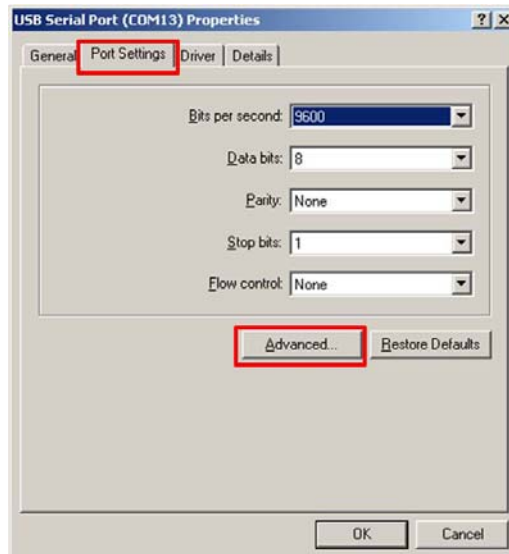 USB Serial Port (COM13) Properties
General Port Settings Driver Details
Bits per second: 9600
Data bits: 8
Parity: None
Stop bits: 1
Flow control: None
Advanced... Restore Defaults
OK Cancel